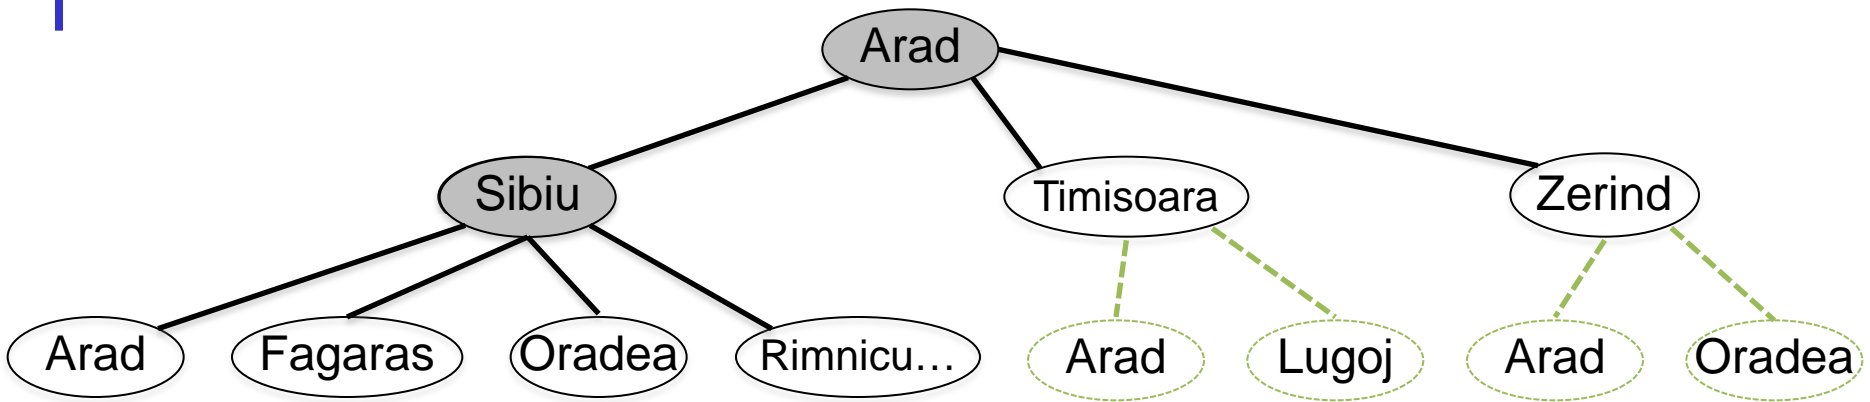 Arad
Sibiu
Timisoara
Zerind
Arad
Fagaras
Oradea
Rimnicu…
Arad
Lugoj
Arad
Oradea